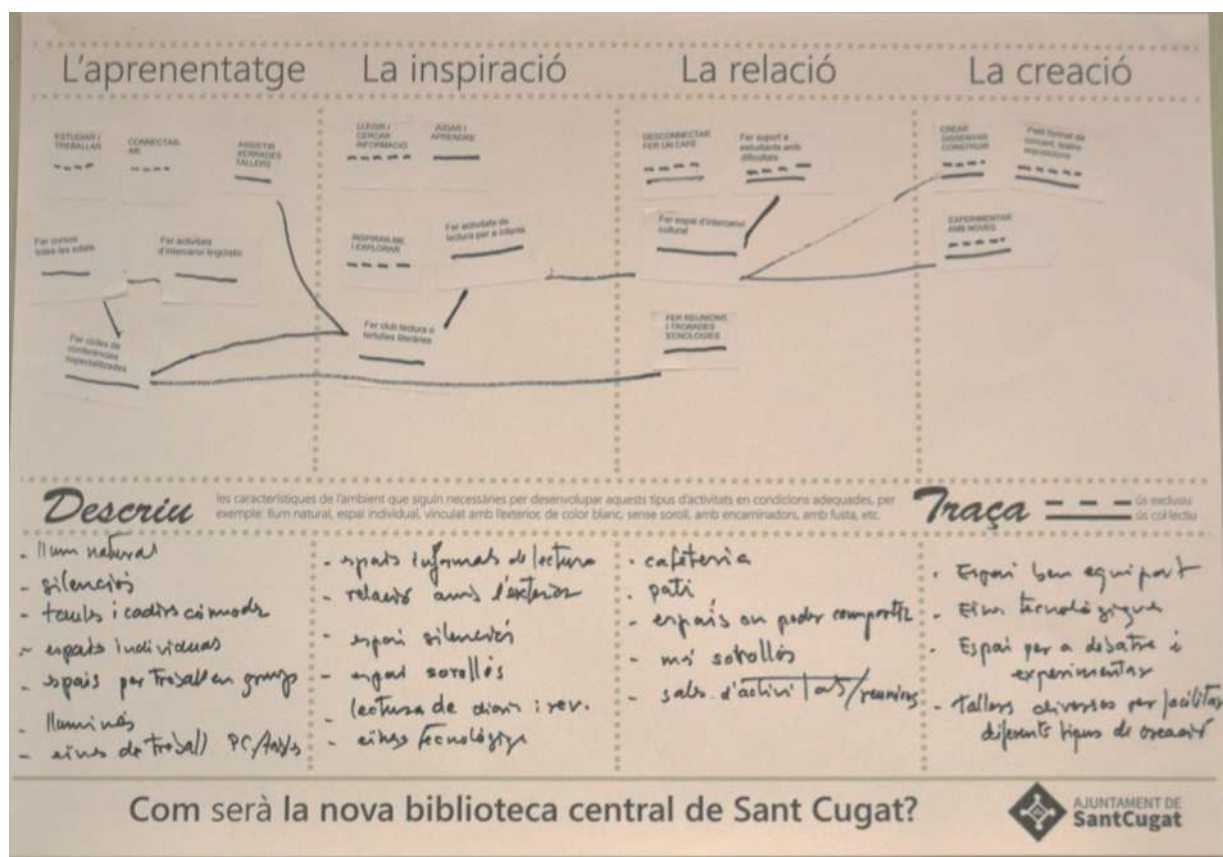 L'aprenentatge
La inspiració
La relació
La creació
ESTUDIAR I
TREBALLAR
CONNECTAR-
ME
ASSISTIR
XERRADES
TALLERS
Fer cursos
totes les edats
Fer activitats
d'intercanvi lingüístic
Fer cicles de
conferències
especialitzades
LLEGIR I
CERCAR
INFORMACIÓ
JUGAR I
APRENDRE
INSPIRAR-ME
I EXPLORAR
Fer activitats de
lectura per a infants
Fer club lectura o
tertúlies literàries
DESCONNECTAR
FER UN CAFÈ
Fer suport a
estudiants amb
dificultats
Fer espai d'intercanvi
cultural
FER REUNIONS
I TROBADES
ECNOLOGIES
CREAR
DISSENYAR
CONSTRUIR
Petit format de
concert, teatre
exposicions
EXPERIMENTAR
AMB NOVES
Descriu
les característiques de l'ambient que siguin necessàries per desenvolupar aquests tipus d'activitats en condicions adequades, per
exemple: llum natural, espai individual, vinculat amb l'exterior, de color blanc, sense soroll, amb encaminadors, amb fusta, etc.
Traça
ús exclusiu
ús col·lectiu
- llum natural
- silenciós
- taules i cadires còmodes
- espais individuals
- espais per treball en grup
- lluminós
- eines de treball PC/
- espais informals de lectura
- relació amb l'exterior
- espai silenciós
- espai sorollós
- lectura de diaris i rev.
- eines tecnològiques
- cafeteria
- pati
- espais on poder compartir
- més sorollós
- sales d'activitats/reunions
- Espai ben equipat
- Eines tecnològiques
- Espai per a debatre i
experimentar
- tallers diversos per facilitar
diferents tipus de creació
Com serà la nova biblioteca central de Sant Cugat?
AJUNTAMENT DE
SantCugat